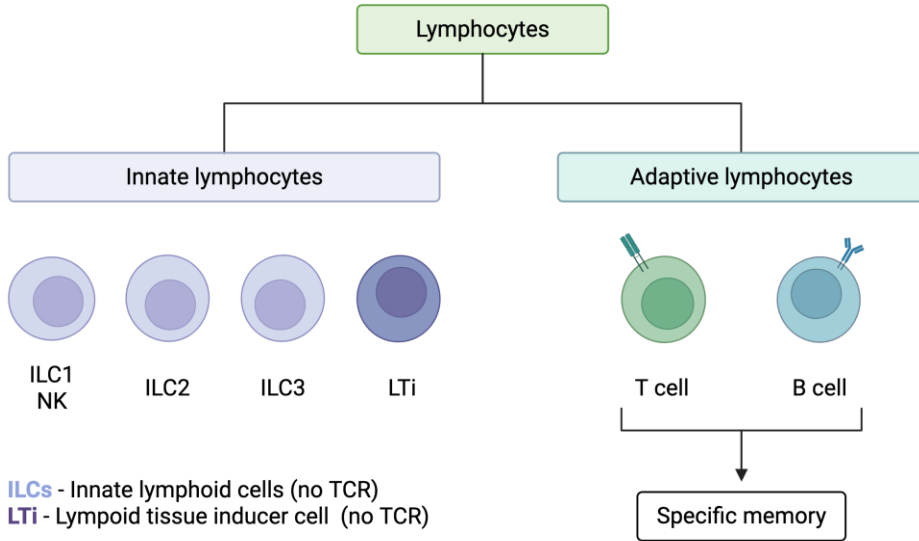 Lymphocytes
Innate lymphocytes
Adaptive lymphocytes
ILC1
NK
ILC2
ILC3
LTi
T cell
B cell
ILCs - Innate lymphoid cells (no TCR)
LTi - Lympoid tissue inducer cell (no TCR)
Specific memory